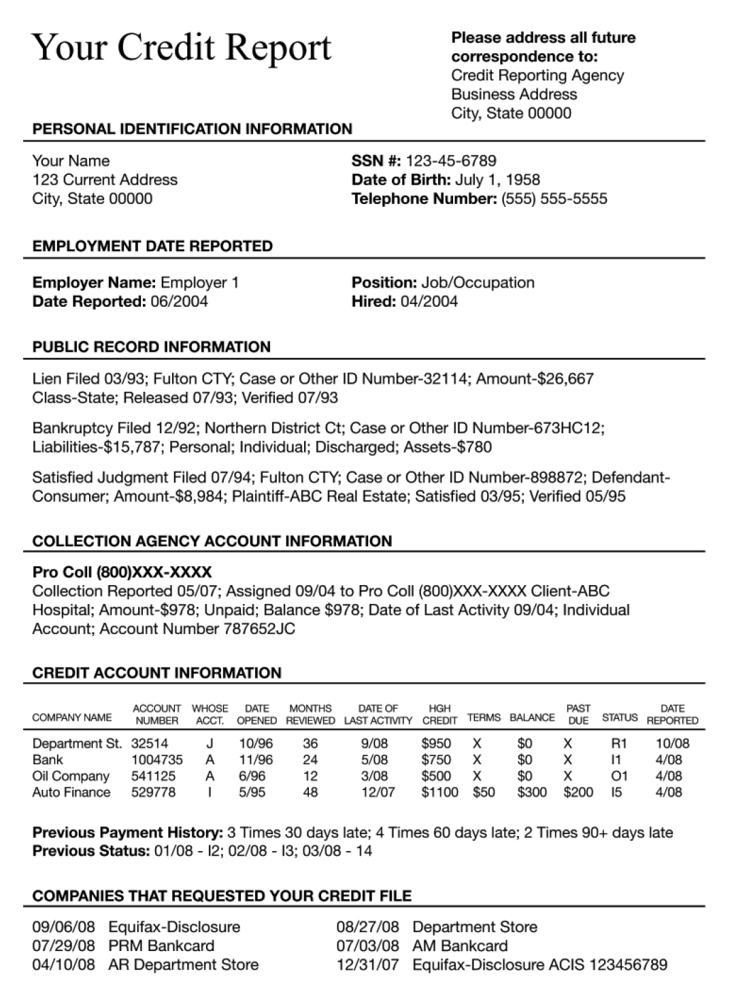 Your Credit Report
Please address all future
correspondence to:
Credit Reporting Agency
Business Address
City, State 00000
PERSONAL IDENTIFICATION INFORMATION
Your Name
123 Current Address
City, State 00000
SSN #: 123-45-6789
Date of Birth: July 1, 1958
Telephone Number: (555) 555-5555
EMPLOYMENT DATE REPORTED
Employer Name: Employer 1
Date Reported: 06/2004
Position: Job/Occupation
Hired: 04/2004
PUBLIC RECORD INFORMATION
Lien Filed 03/93; Fulton CTY; Case or Other ID Number-32114; Amount-$26,667
Class-State; Released 07/93; Verified 07/93
Bankruptcy Filed 12/92; Northern District Ct; Case or Other ID Number-673HC12;
Liabilities-$15,787; Personal; Individual; Discharged; Assets-$780
Satisfied Judgment Filed 07/94; Fulton CTY; Case or Other ID Number-898872; Defendant-
Consumer; Amount-$8,984; Plaintiff-ABC Real Estate; Satisfied 03/95; Verified 05/95
COLLECTION AGENCY ACCOUNT INFORMATION
Pro Coll (800)XXX-XXXX
Collection Reported 05/07; Assigned 09/04 to Pro Coll (800)XXX-XXXX Client-ABC
Hospital; Amount-$978; Unpaid; Balance $978; Date of Last Activity 09/04; Individual
Account; Account Number 787652JC
CREDIT ACCOUNT INFORMATION
COMPANY NAME ACCOUNT NUMBER WHOSE ACCT. DATE OPENED MONTHS REVIEWED DATE OF LAST ACTIVITY HGH CREDIT TERMS BALANCE PAST DUE STATUS DATE REPORTED
Department St. 32514 J 10/96 36 9/08 $950 X $0 X R1 10/08
Bank 1004735 A 11/96 24 5/08 $750 X $0 X I1 4/08
Oil Company 541125 A 6/96 12 3/08 $500 X $0 X O1 4/08
Auto Finance 529778 I 5/95 48 12/07 $1100 $50 $300 $200 I5 4/08
Previous Payment History: 3 Times 30 days late; 4 Times 60 days late; 2 Times 90+ days late
Previous Status: 01/08 - I2; 02/08 - I3; 03/08 - 14
COMPANIES THAT REQUESTED YOUR CREDIT FILE
09/06/08 Equifax-Disclosure
07/29/08 PRM Bankcard
04/10/08 AR Department Store
08/27/08 Department Store
07/03/08 AM Bankcard
12/31/07 Equifax-Disclosure ACIS 123456789